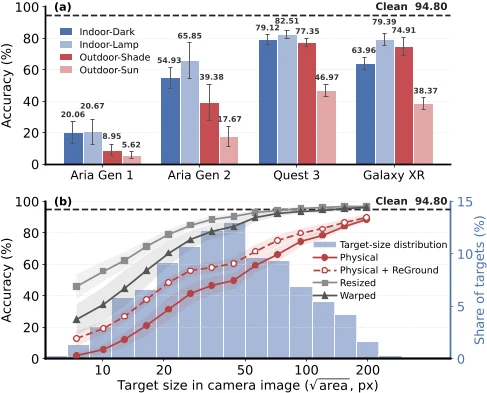 (a)
Clean 94.80
Accuracy (%)
100
80
60
40
20
0
Indoor-Dark
Indoor-Lamp
Outdoor-Shade
Outdoor-Sun
20.06
20.67
8.95
5.62
54.93
65.85
39.38
17.67
79.12
82.51
77.35
46.97
63.96
79.39
74.91
38.37
Aria Gen 1
Aria Gen 2
Quest 3
Galaxy XR
(b)
Clean 94.80
Accuracy (%)
100
80
60
40
20
0
Target-size distribution
Physical
Physical + ReGround
Resized
Warped
15
10
5
0
Share of targets (%)
10
20
50
100
200
Target size in camera image (√area, px)